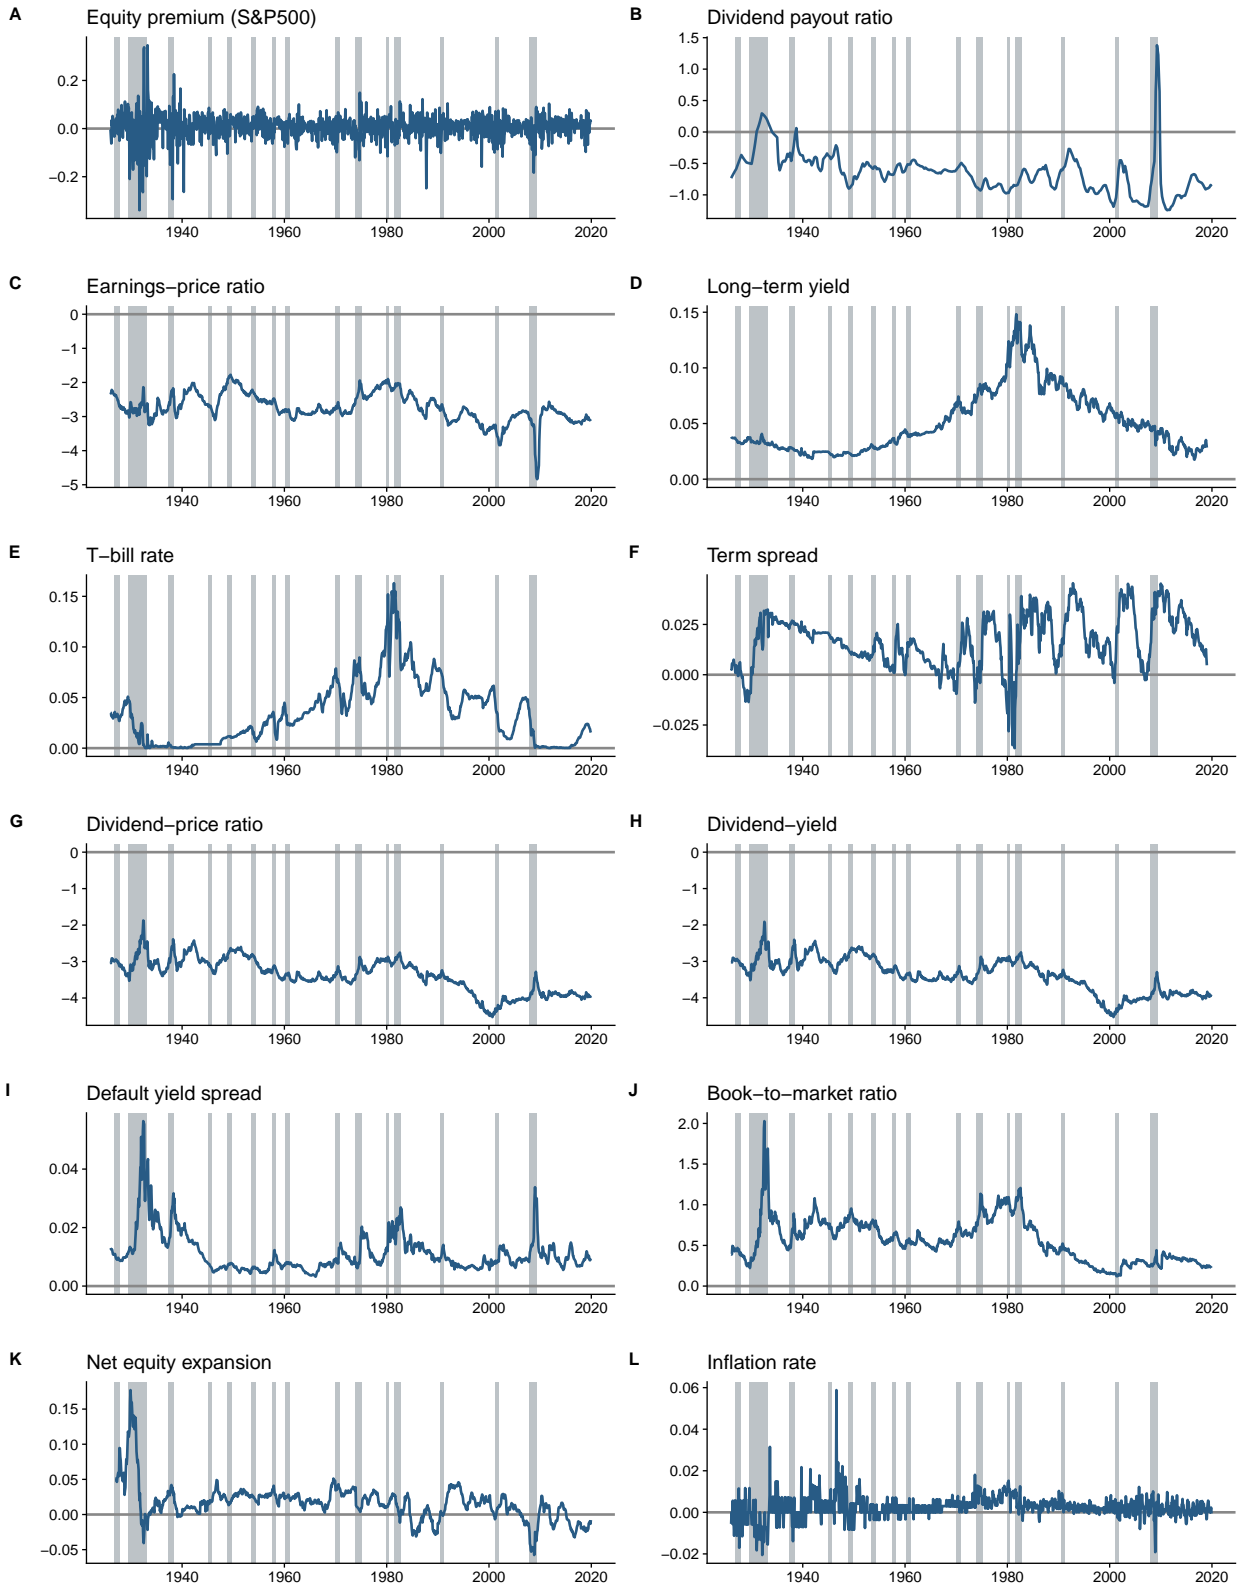 A Equity premium (S&P500)
0.2
0.0
−0.2
1940 1960 1980 2000 2020
B Dividend payout ratio
1.5
1.0
0.5
0.0
−0.5
−1.0
1940 1960 1980 2000 2020
C Earnings−price ratio
0
−1
−2
−3
−4
−5
1940 1960 1980 2000 2020
D Long−term yield
0.15
0.10
0.05
0.00
1940 1960 1980 2000 2020
E T−bill rate
0.15
0.10
0.05
0.00
1940 1960 1980 2000 2020
F Term spread
0.025
0.000
−0.025
1940 1960 1980 2000 2020
G Dividend−price ratio
0
−1
−2
−3
−4
1940 1960 1980 2000 2020
H Dividend−yield
0
−1
−2
−3
−4
1940 1960 1980 2000 2020
I Default yield spread
0.04
0.02
0.00
1940 1960 1980 2000 2020
J Book−to−market ratio
2.0
1.5
1.0
0.5
0.0
1940 1960 1980 2000 2020
K Net equity expansion
0.15
0.10
0.05
0.00
−0.05
1940 1960 1980 2000 2020
L Inflation rate
0.06
0.04
0.02
0.00
−0.02
1940 1960 1980 2000 2020